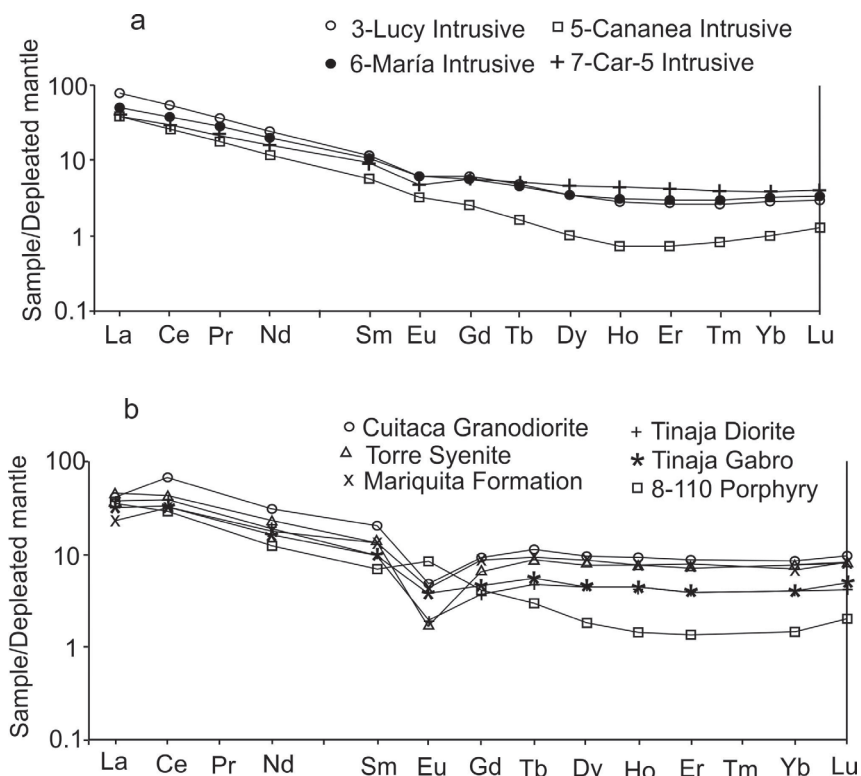 a
3-Lucy Intrusive
5-Cananea Intrusive
6-María Intrusive
7-Car-5 Intrusive
Sample/Depleated mantle
100
10
1
0.1
La Ce Pr Nd Sm Eu Gd Tb Dy Ho Er Tm Yb Lu
b
Cuitaca Granodiorite
Torre Syenite
Mariquita Formation
Tinaja Diorite
Tinaja Gabro
8-110 Porphyry
Sample/Depleated mantle
100
10
1
0.1
La Ce Pr Nd Sm Eu Gd Tb Dy Ho Er Tm Yb Lu